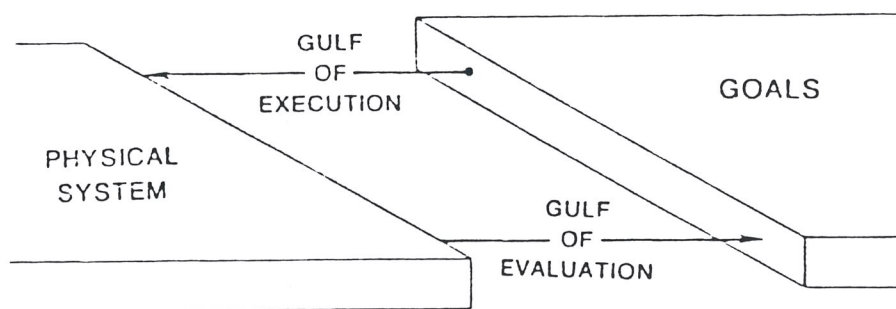 GULF
OF
EXECUTION
GOALS
PHYSICAL
SYSTEM
GULF
OF
EVALUATION